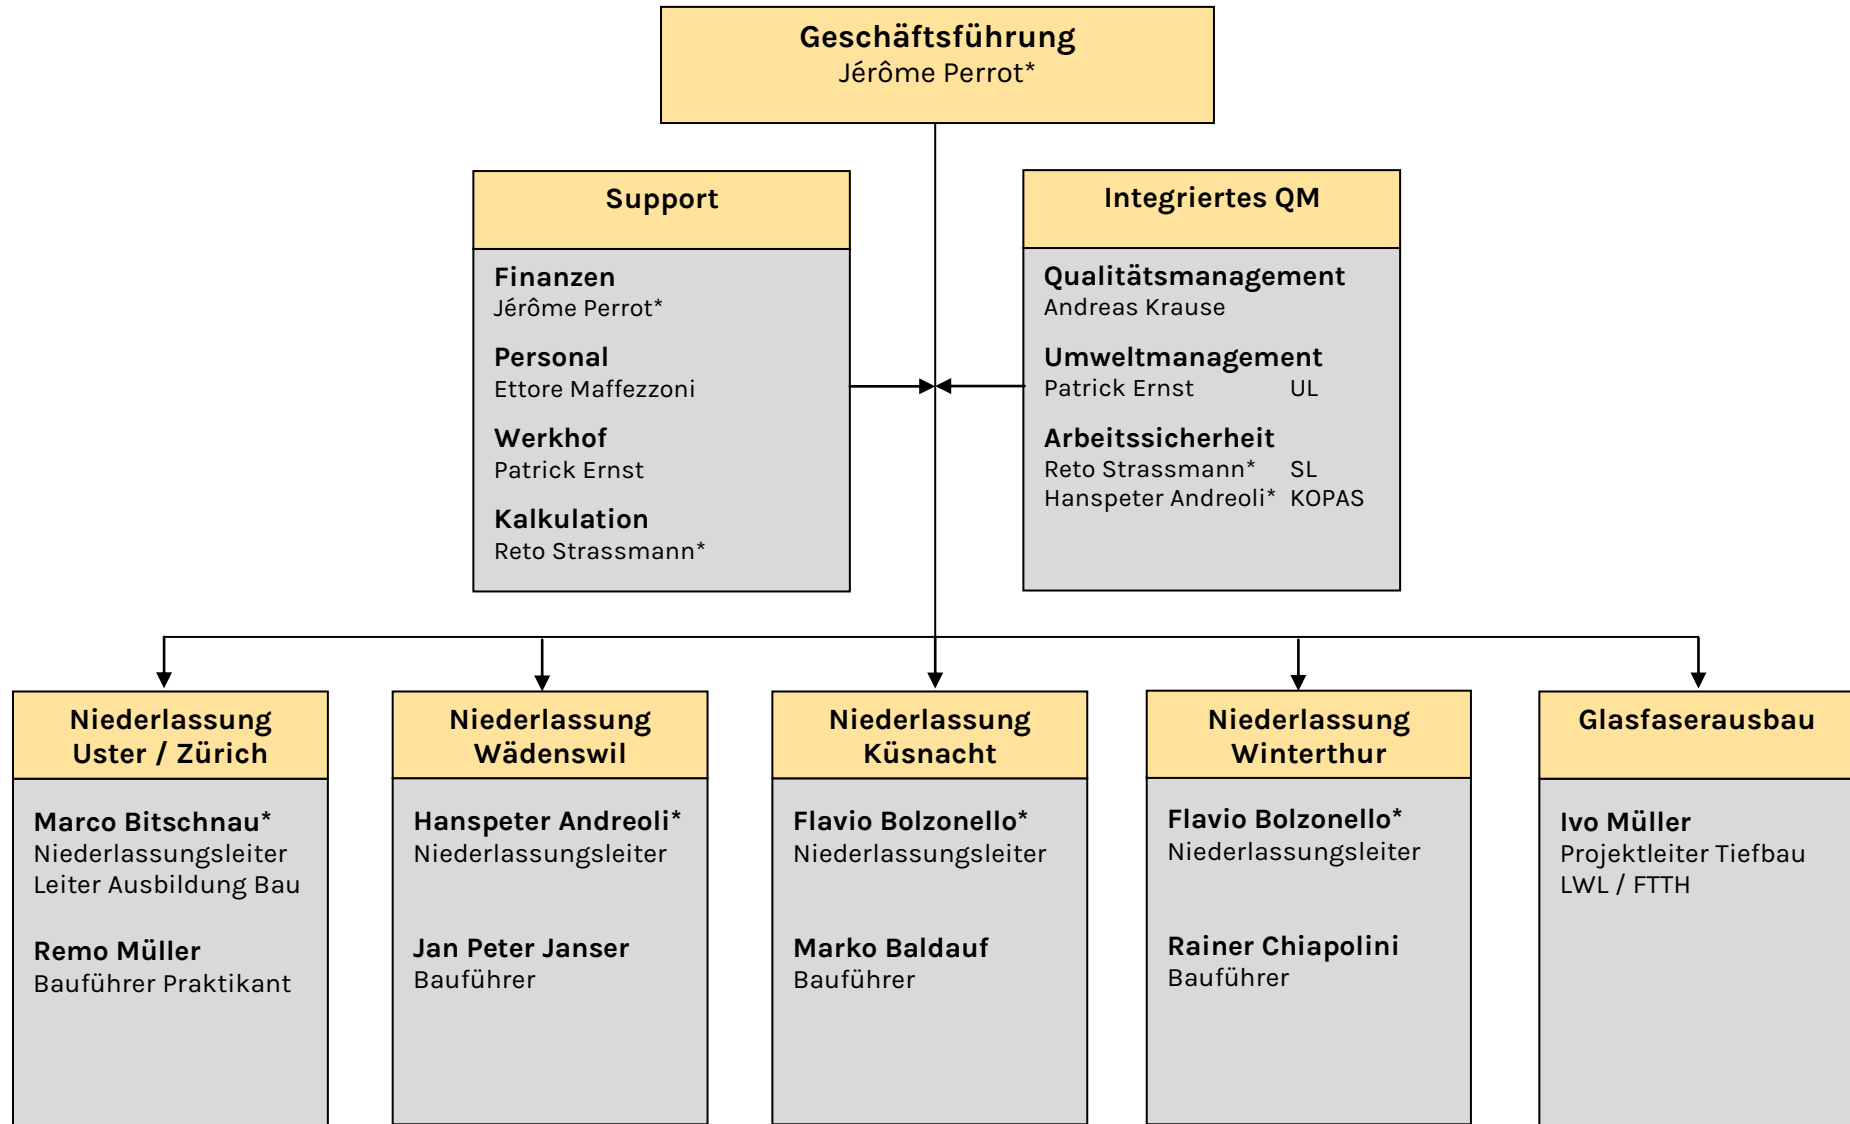 Geschäftsführung
Jérôme Perrot*
Support
Finanzen
Jérôme Perrot*
Personal
Ettore Maffezzoni
Werkhof
Patrick Ernst
Kalkulation
Reto Strassmann*
Integriertes QM
Qualitätsmanagement
Andreas Krause
Umweltmanagement
Patrick Ernst UL
Arbeitssicherheit
Reto Strassmann* SL
Hanspeter Andreoli* KOPAS
Niederlassung
Uster / Zürich
Marco Bitschnau*
Niederlassungsleiter
Leiter Ausbildung Bau
Remo Müller
Bauführer Praktikant
Niederlassung
Wädenswil
Hanspeter Andreoli*
Niederlassungsleiter
Jan Peter Janser
Bauführer
Niederlassung
Küsnacht
Flavio Bolzonello*
Niederlassungsleiter
Marko Baldauf
Bauführer
Niederlassung
Winterthur
Flavio Bolzonello*
Niederlassungsleiter
Rainer Chiapolini
Bauführer
Glasfaserausbau
Ivo Müller
Projektleiter Tiefbau
LWL / FTTH